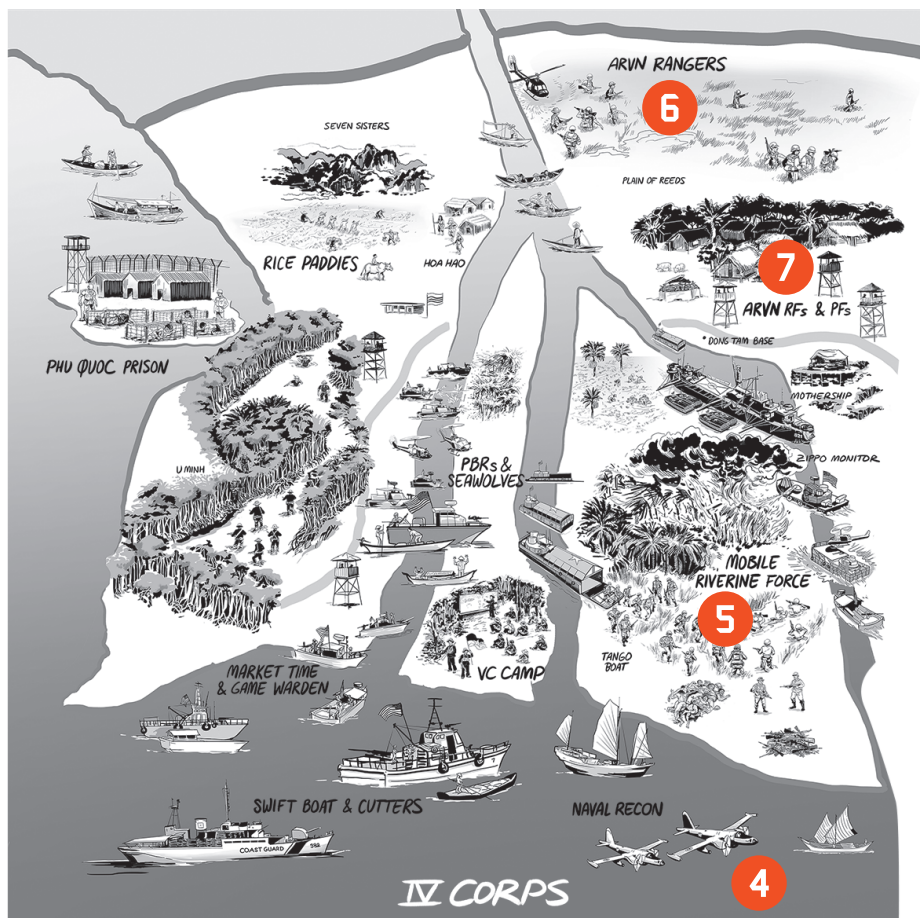 ARVN RANGERS
6
SEVEN SISTERS
PLAIN OF REEDS
RICE PADDIES
HOA HAO
7
ARVN RFs & PFs
PHU QUOC PRISON
* DONG TAM BASE
MOTHERSHIP
U MINH
PBRs &
SEAWOLVES
ZIPPO MONITOR
MOBILE
RIVERINE FORCE
5
TANGO
BOAT
MARKET TIME
& GAME WARDEN
VC CAMP
SWIFT BOAT & CUTTERS
NAVAL RECON
COAST GUARD
4
IV CORPS